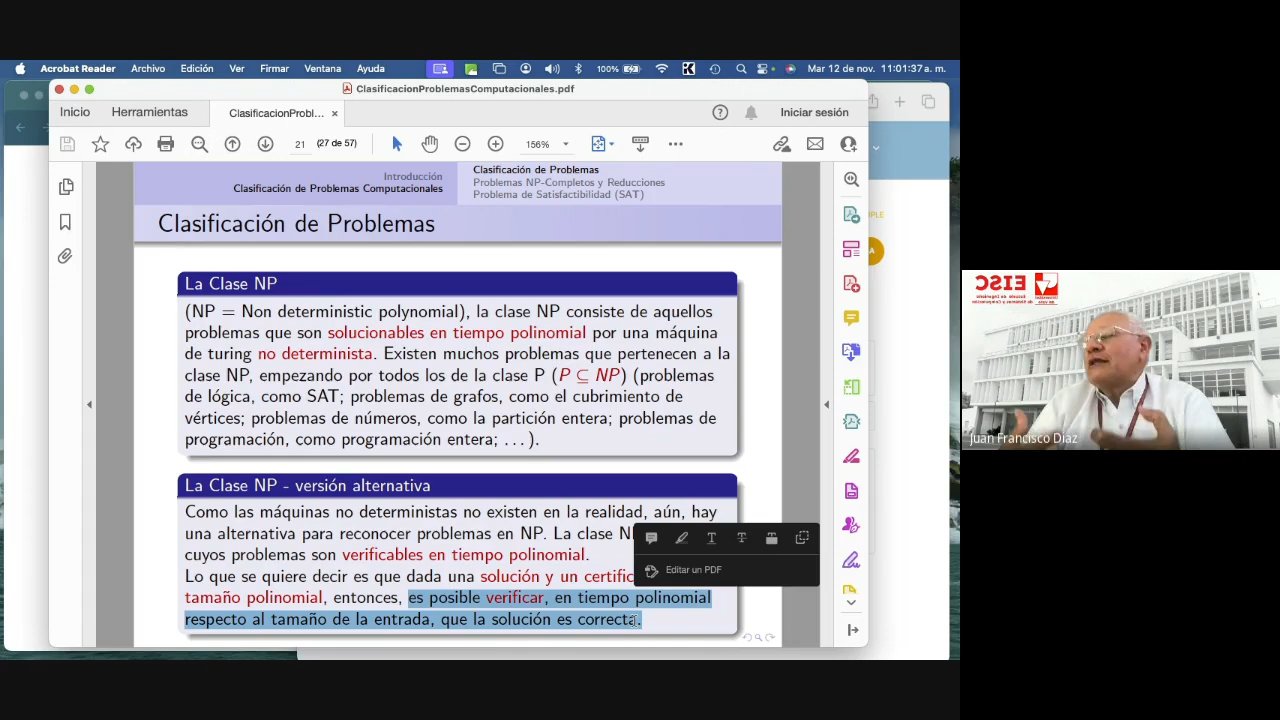 Acrobat Reader Archivo Edición Ver Firmar Ventana Ayuda 100% Mar 12 de nov. 11:01:37 a. m.
ClasificacionProblemasComputacionales.pdf
Inicio Herramientas ClasificacionProbl... × Iniciar sesión
21 (27 de 57) 156%
Introducción
Clasificación de Problemas Computacionales
Clasificación de Problemas
Problemas NP-Completos y Reducciones
Problema de Satisfactibilidad (SAT)
Clasificación de Problemas
La Clase NP
(NP = Non deterministic polynomial), la clase NP consiste de aquellos
problemas que son solucionables en tiempo polinomial por una máquina
de turing no determinista. Existen muchos problemas que pertenecen a la
clase NP, empezando por todos los de la clase P (P ⊆ NP) (problemas
de lógica, como SAT; problemas de grafos, como el cubrimiento de
vértices; problemas de números, como la partición entera; problemas de
programación, como programación entera; ...).
La Clase NP - versión alternativa
Como las máquinas no deterministas no existen en la realidad, aún, hay
una alternativa para reconocer problemas en NP. La clase
cuyos problemas son verificables en tiempo polinomial.
Lo que se quiere decir es que dada una solución y un
tamaño polinomial, entonces, es posible verificar, en tiempo polinomial
respecto al tamaño de la entrada, que la solución es correcta.
Editar un PDF
EISC
Juan Francisco Diaz